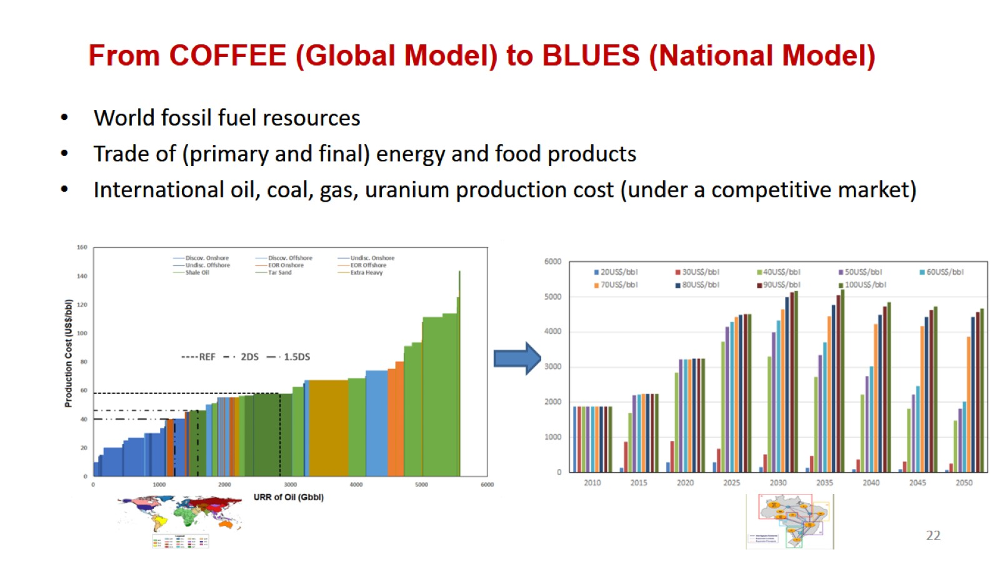 From COFFEE (Global Model) to BLUES (National Model)
• World fossil fuel resources
• Trade of (primary and final) energy and food products
• International oil, coal, gas, uranium production cost (under a competitive market)
Production Cost (US$/bbl)
160
140
120
100
80
60
40
20
0
Discov. Onshore Discov. Offshore Undisc. Onshore
Undisc. Offshore EOR Onshore EOR Offshore
Shale Oil Tar Sand Extra Heavy
REF 2DS 1.5DS
0 1000 2000 3000 4000 5000 6000
URR of Oil (Gbbl)
6000
5000
4000
3000
2000
1000
0
20US$/bbl 30US$/bbl 40US$/bbl 50US$/bbl 60US$/bbl
70US$/bbl 80US$/bbl 90US$/bbl 100US$/bbl
2010 2015 2020 2025 2030 2035 2040 2045 2050
22